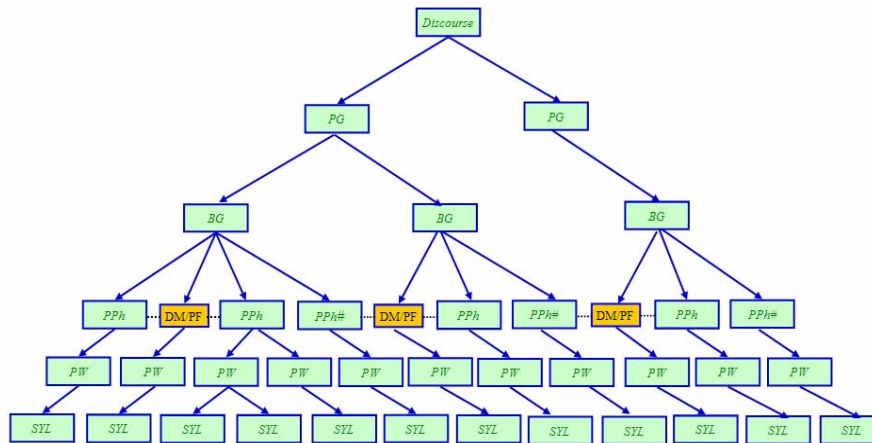 Discourse
PG PG
BG BG BG
PPh DM/PF PPh PPh# DM/PF PPh PPh# DM/PF PPh PPh#
PW PW PW PW PW PW PW PW PW PW PW
SYL SYL SYL SYL SYL SYL SYL SYL SYL SYL SYL SYL